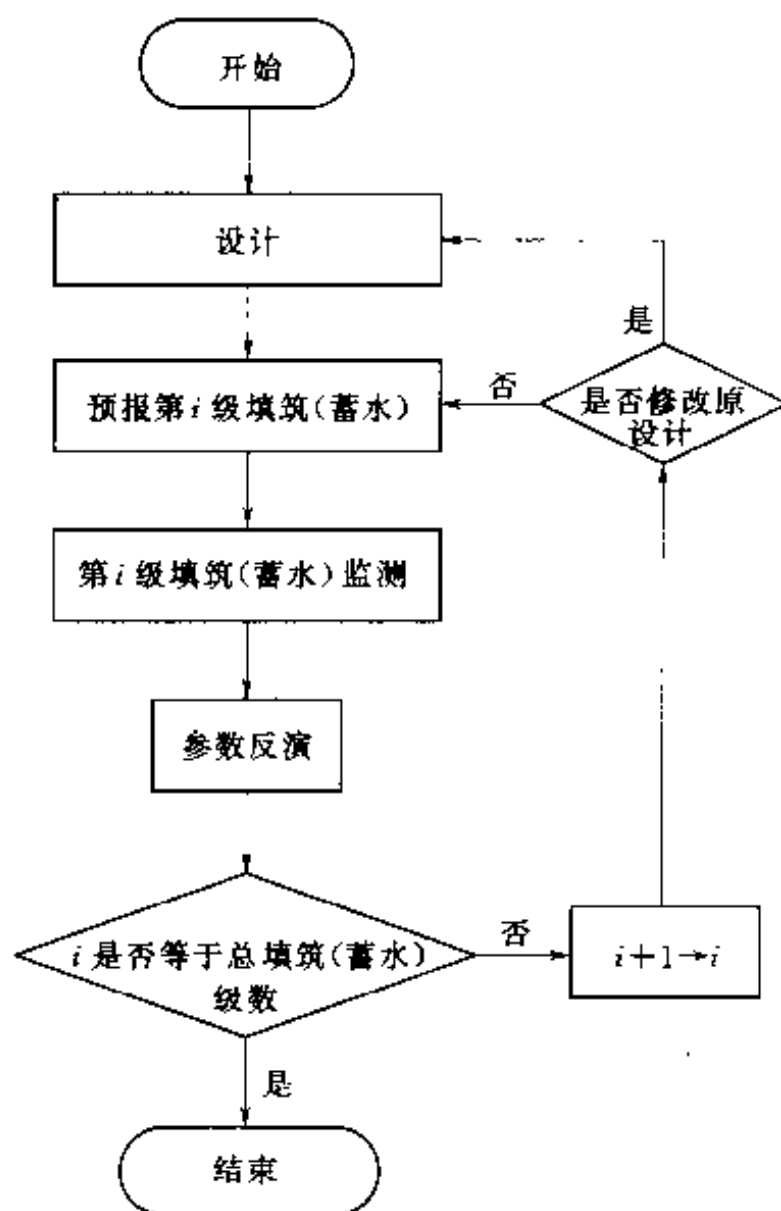 开始
设计
是
预报第i级填筑(蓄水)
否
是否修改原
设计
第i级填筑(蓄水)监测
参数反演
i是否等于总填筑(蓄水)
级数
否
i+1→i
是
结束